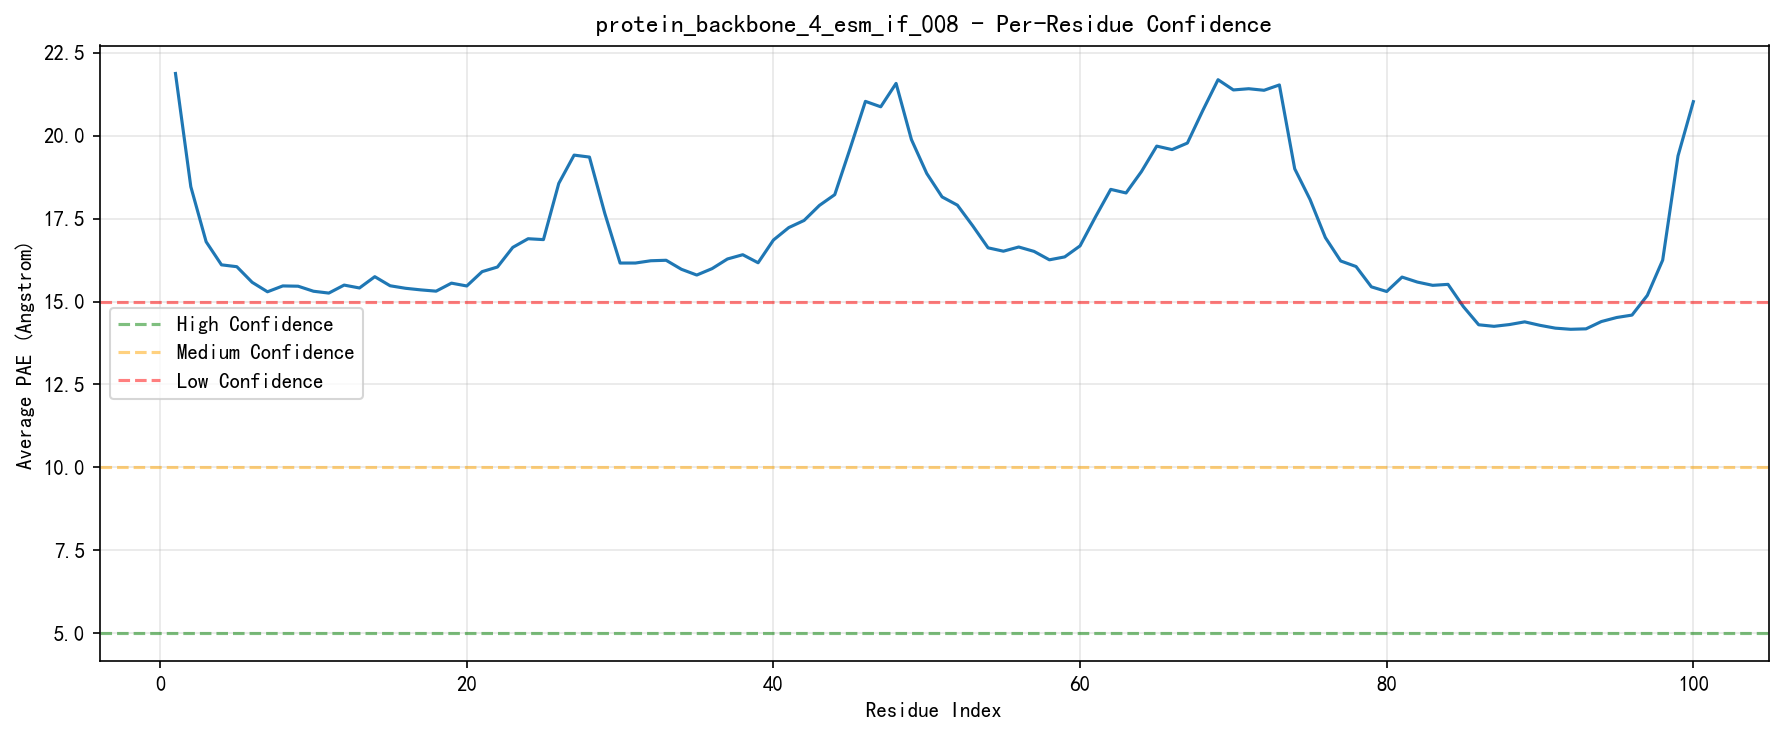 protein_backbone_4_esm_if_008 - Per-Residue Confidence
22.5
20.0
17.5
15.0
12.5
10.0
7.5
5.0
Average PAE (Angstrom)
High Confidence
Medium Confidence
Low Confidence
0 20 40 60 80 100
Residue Index